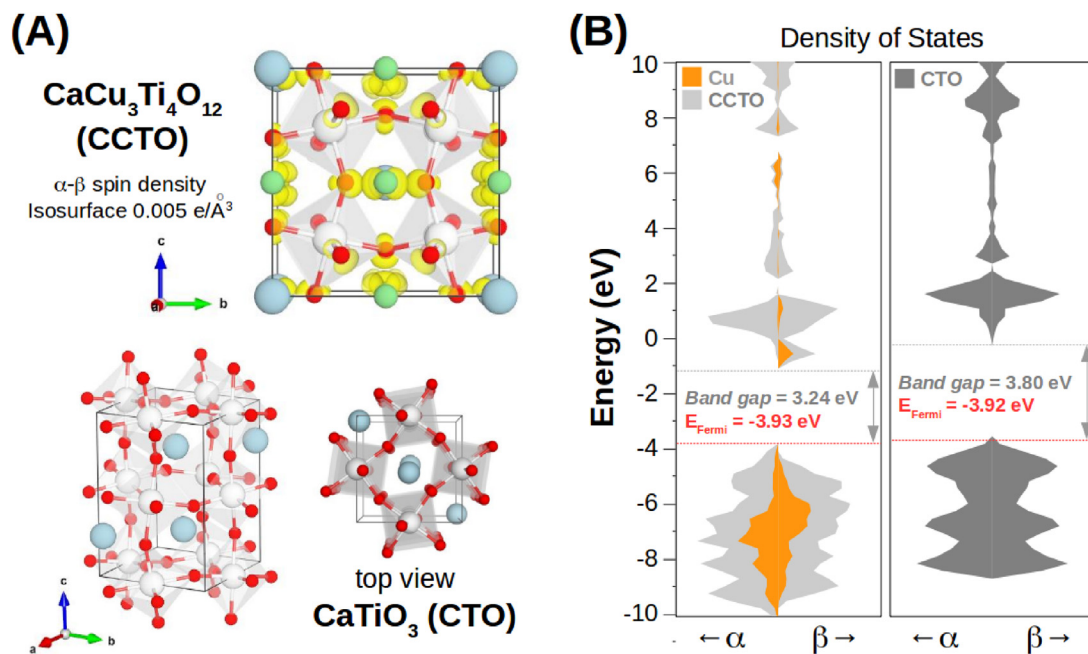 (A)
CaCu₃Ti₄O₁₂
(CCTO)
α-β spin density
Isosurface 0.005 e/Å³
c
a
b
c
a
b
top view
CaTiO₃ (CTO)
(B)
Density of States
Energy (eV)
10
8
6
4
2
0
-2
-4
-6
-8
-10
Cu
CCTO
Band gap = 3.24 eV
E_Fermi = -3.93 eV
←α
β→
CTO
Band gap = 3.80 eV
E_Fermi = -3.92 eV
←α
β→